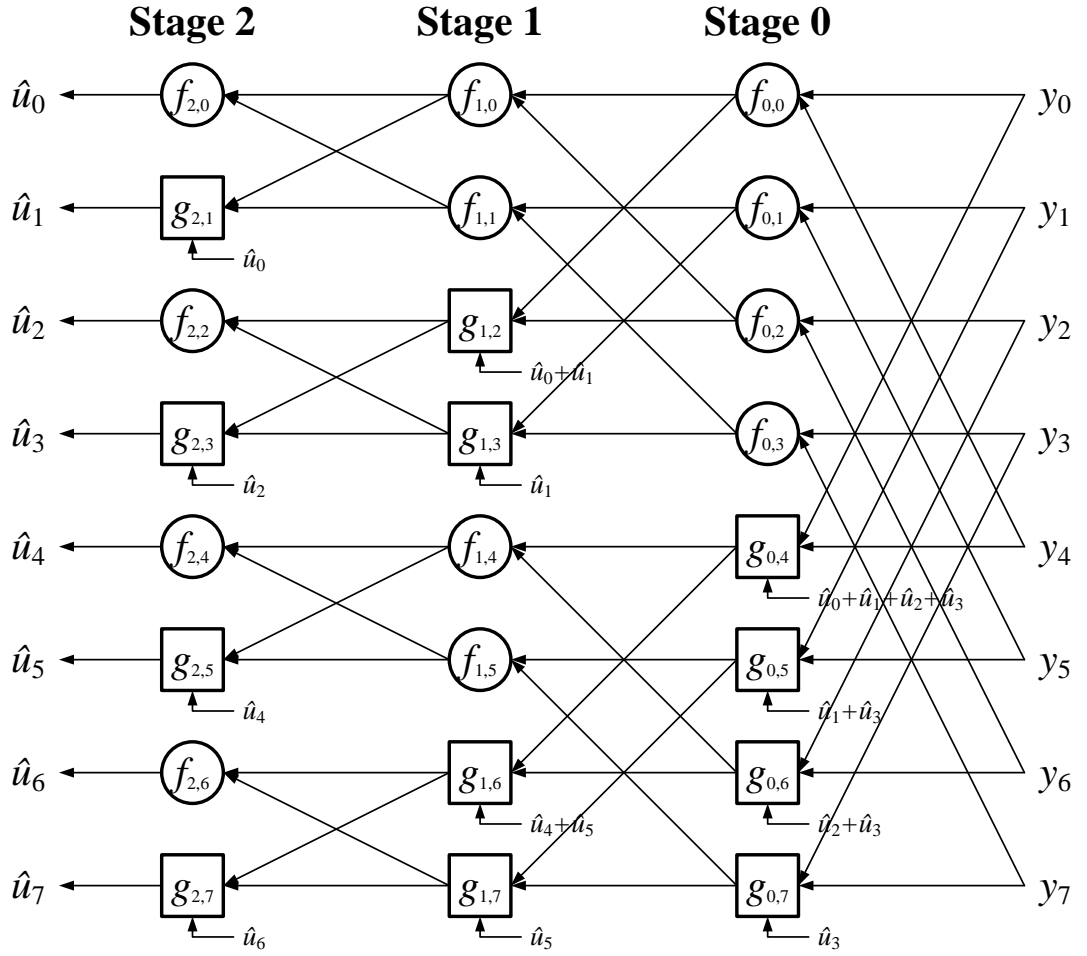 Stage 2 Stage 1 Stage 0
û₀ f₂,₀ f₁,₀ f₀,₀ y₀
û₁ g₂,₁ f₁,₁ f₀,₁ y₁
û₀
û₂ f₂,₂ g₁,₂ f₀,₂ y₂
û₀+û₁
û₃ g₂,₃ g₁,₃ f₀,₃ y₃
û₂ û₁
û₄ f₂,₄ f₁,₄ g₀,₄ y₄
û₀+û₁+û₂+û₃
û₅ g₂,₅ f₁,₅ g₀,₅ y₅
û₄ û₁+û₃
û₆ f₂,₆ g₁,₆ g₀,₆ y₆
û₄+û₅ û₂+û₃
û₇ g₂,₇ g₁,₇ g₀,₇ y₇
û₆ û₅ û₃